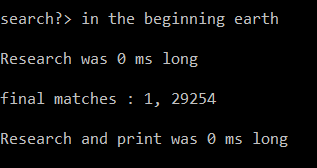 search?> in the beginning earth
Research was 0 ms long
final matches : 1, 29254
Research and print was 0 ms long